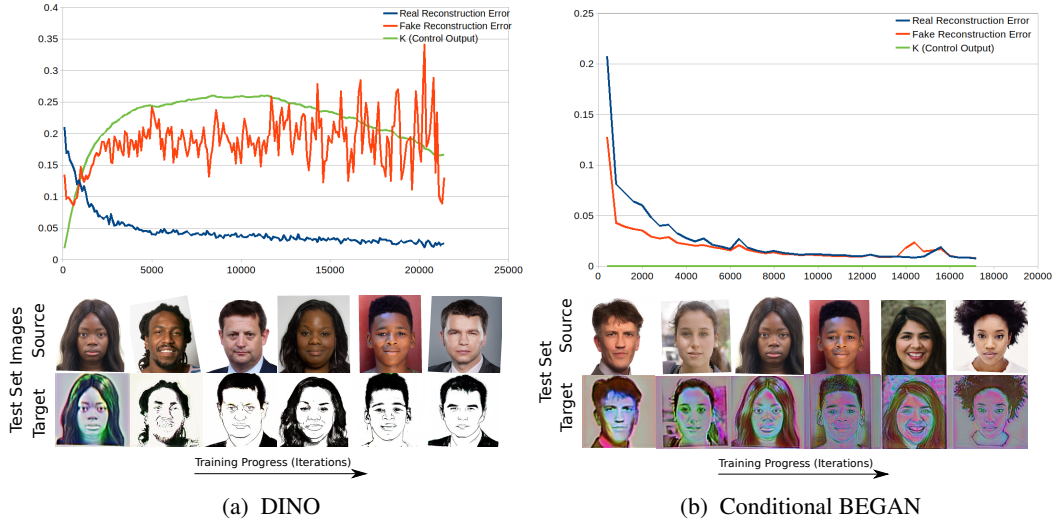 0.4
0.35
0.3
0.25
0.2
0.15
0.1
0.05
0
0
5000
10000
15000
20000
25000
Real Reconstruction Error
Fake Reconstruction Error
K (Control Output)
Test Set Images
Source
Target
Training Progress (Iterations)
(a) DINO
0.25
0.2
0.15
0.1
0.05
0
0
2000
4000
6000
8000
10000
12000
14000
16000
18000
20000
Real Reconstruction Error
Fake Reconstruction Error
K (Control Output)
Test Set
Source
Target
Training Progress (Iterations)
(b) Conditional BEGAN